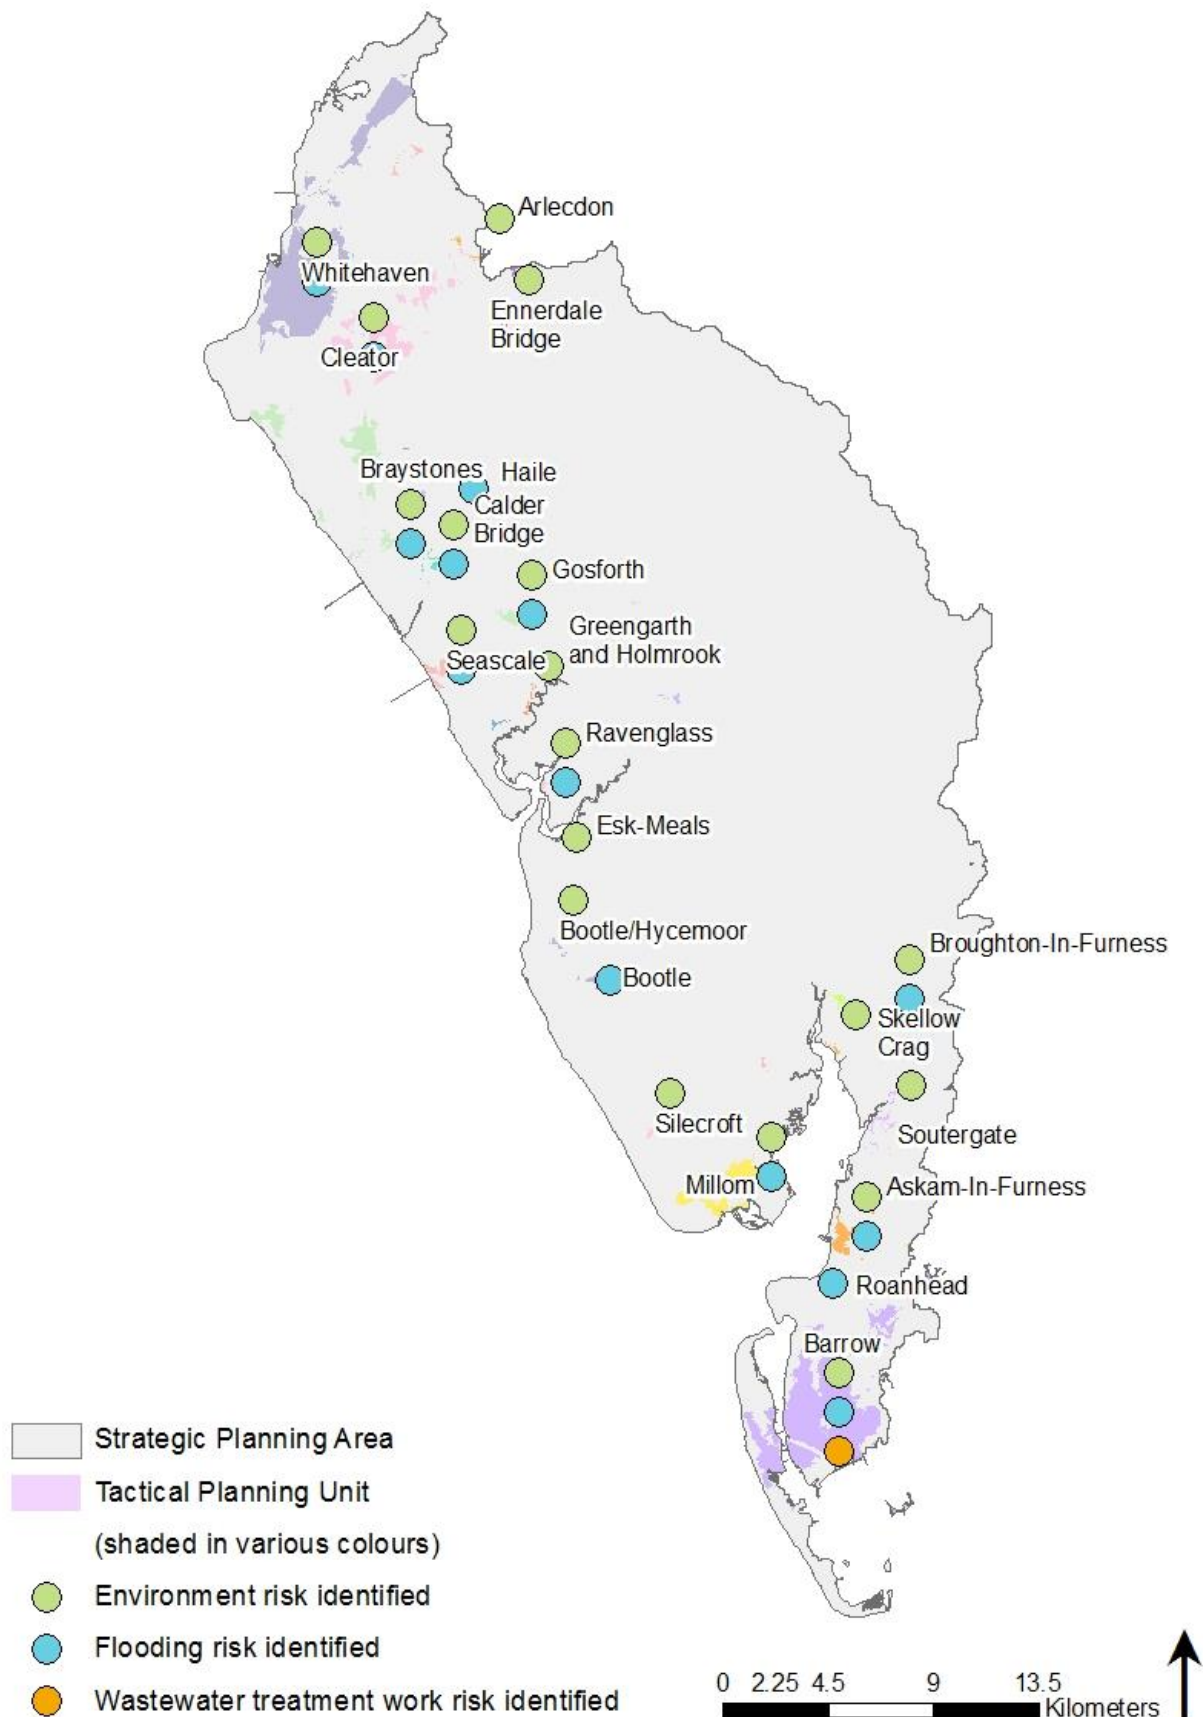 Arlecdon
Whitehaven
Ennerdale
Bridge
Cleator
Braystones
Haile
Calder
Bridge
Gosforth
Greengarth
and Holmrook
Seascale
Ravenglass
Esk-Meals
Bootle/Hycemoor
Broughton-In-Furness
Bootle
Skellow
Crag
Silecroft
Soutergate
Millom
Askam-In-Furness
Roanhead
Barrow
Strategic Planning Area
Tactical Planning Unit
(shaded in various colours)
Environment risk identified
Flooding risk identified
Wastewater treatment work risk identified
0 2.25 4.5 9 13.5
Kilometers